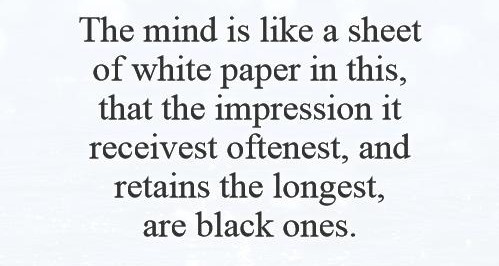 The mind is like a sheet
of white paper in this,
that the impression it
receivest oftenest, and
retains the longest,
are black ones.